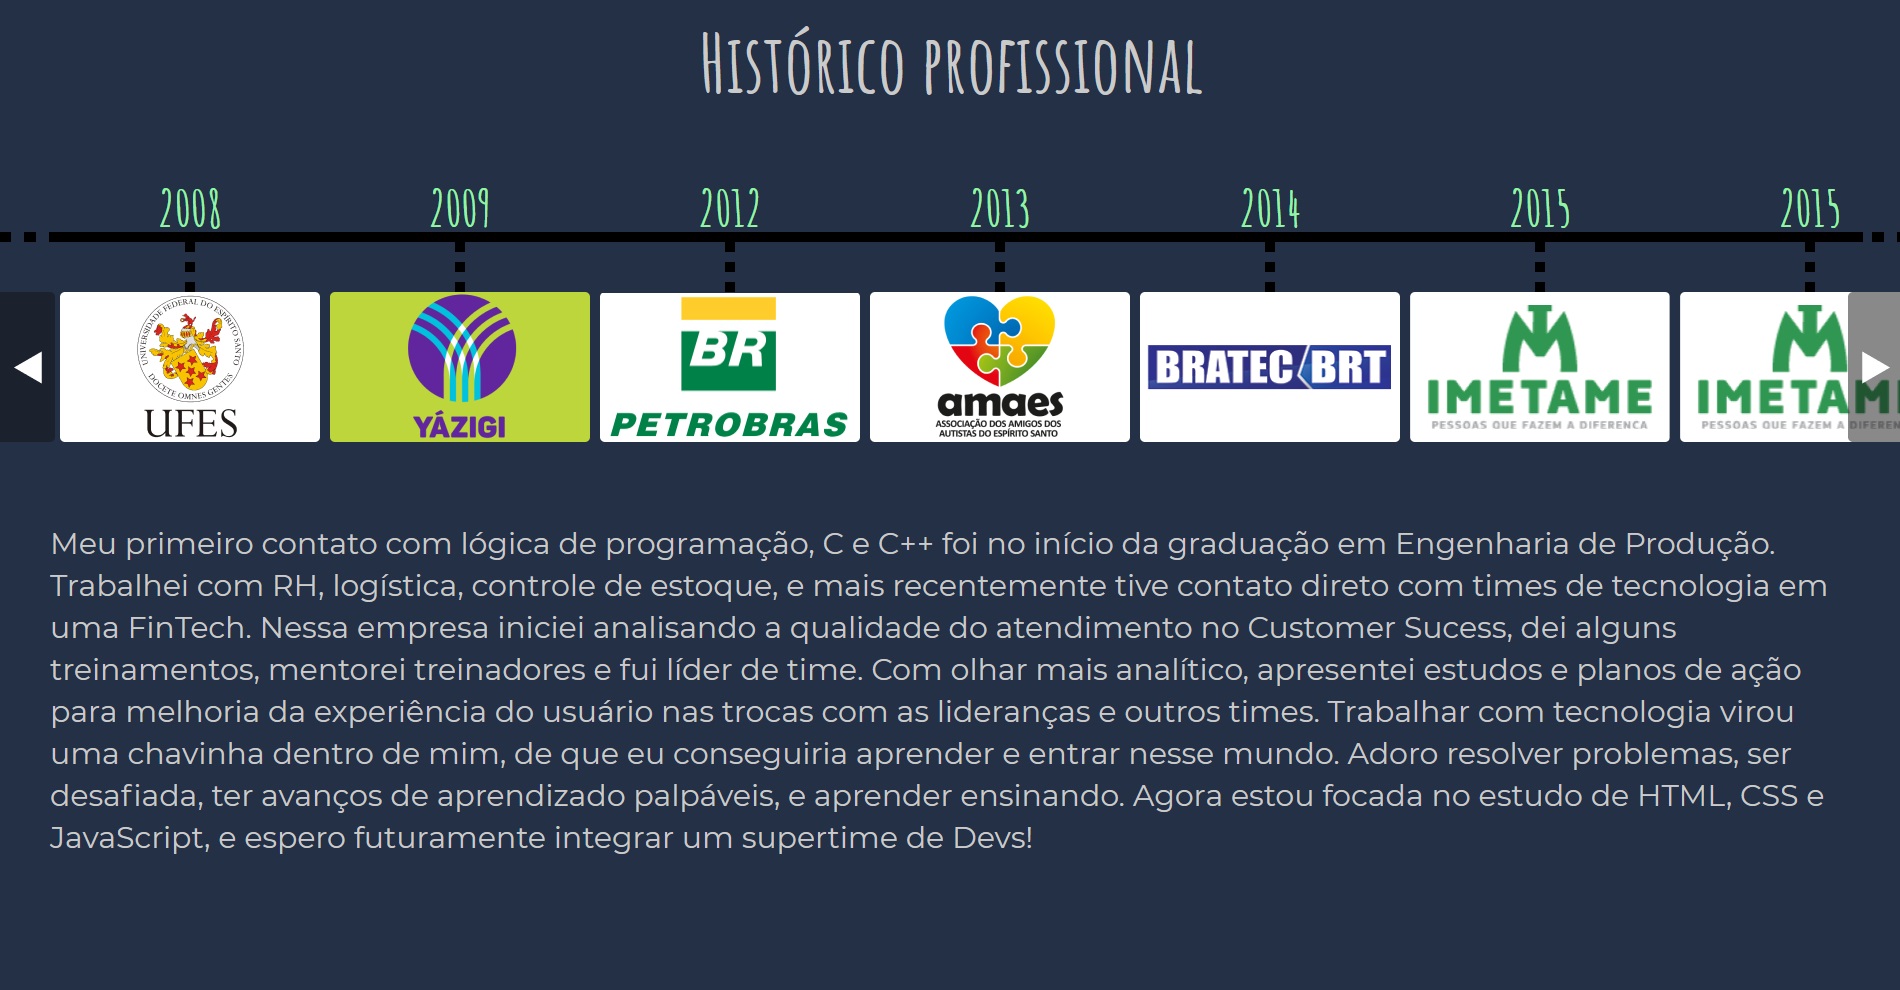 Histórico profissional
2008 2009 2012 2013 2014 2015 2015
UNIVERSIDADE FEDERAL DO ESPÍRITO SANTO
DOCETE OMNES GENTES
UFES
YÁZIGI
BR
PETROBRAS
amaes
ASSOCIAÇÃO DOS AMIGOS DOS
AUTISTAS DO ESPÍRITO SANTO
BRATEC BRT
IMETAME
PESSOAS QUE FAZEM A DIFERENCA
IMETAM
PESSOAS QUE FAZEM A DIFEREN
Meu primeiro contato com lógica de programação, C e C++ foi no início da graduação em Engenharia de Produção.
Trabalhei com RH, logística, controle de estoque, e mais recentemente tive contato direto com times de tecnologia em
uma FinTech. Nessa empresa iniciei analisando a qualidade do atendimento no Customer Sucess, dei alguns
treinamentos, mentorei treinadores e fui líder de time. Com olhar mais analítico, apresentei estudos e planos de ação
para melhoria da experiência do usuário nas trocas com as lideranças e outros times. Trabalhar com tecnologia virou
uma chavinha dentro de mim, de que eu conseguiria aprender e entrar nesse mundo. Adoro resolver problemas, ser
desafiada, ter avanços de aprendizado palpáveis, e aprender ensinando. Agora estou focada no estudo de HTML, CSS e
JavaScript, e espero futuramente integrar um supertime de Devs!